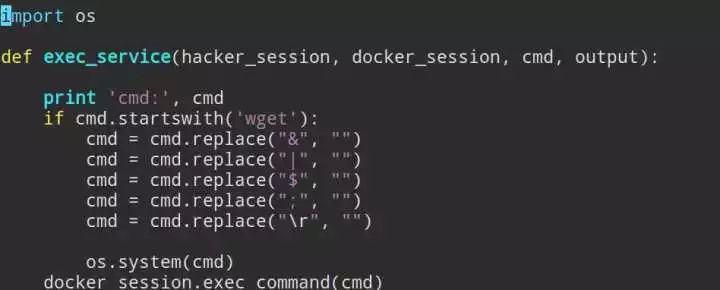 import os
def exec_service(hacker_session, docker_session, cmd, output):
print 'cmd:', cmd
if cmd.startswith('wget'):
cmd = cmd.replace("&", "")
cmd = cmd.replace("|", "")
cmd = cmd.replace("$", "")
cmd = cmd.replace(";", "")
cmd = cmd.replace("\r", "")
os.system(cmd)
docker_session.exec_command(cmd)